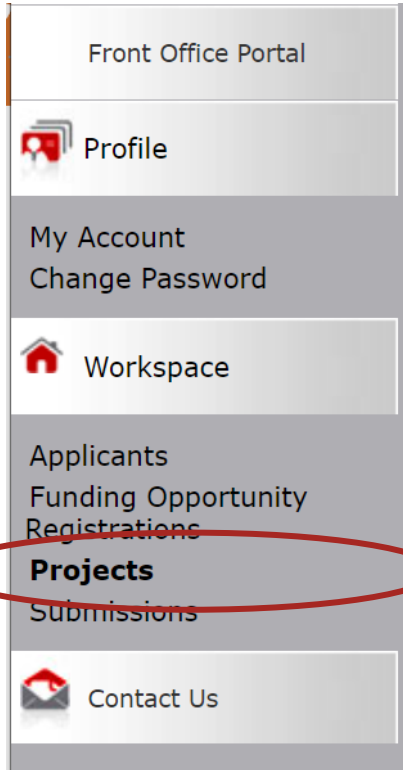 Front Office Portal
Profile
My Account
Change Password
Workspace
Applicants
Funding Opportunity
Registrations
Projects
Submissions
Contact Us